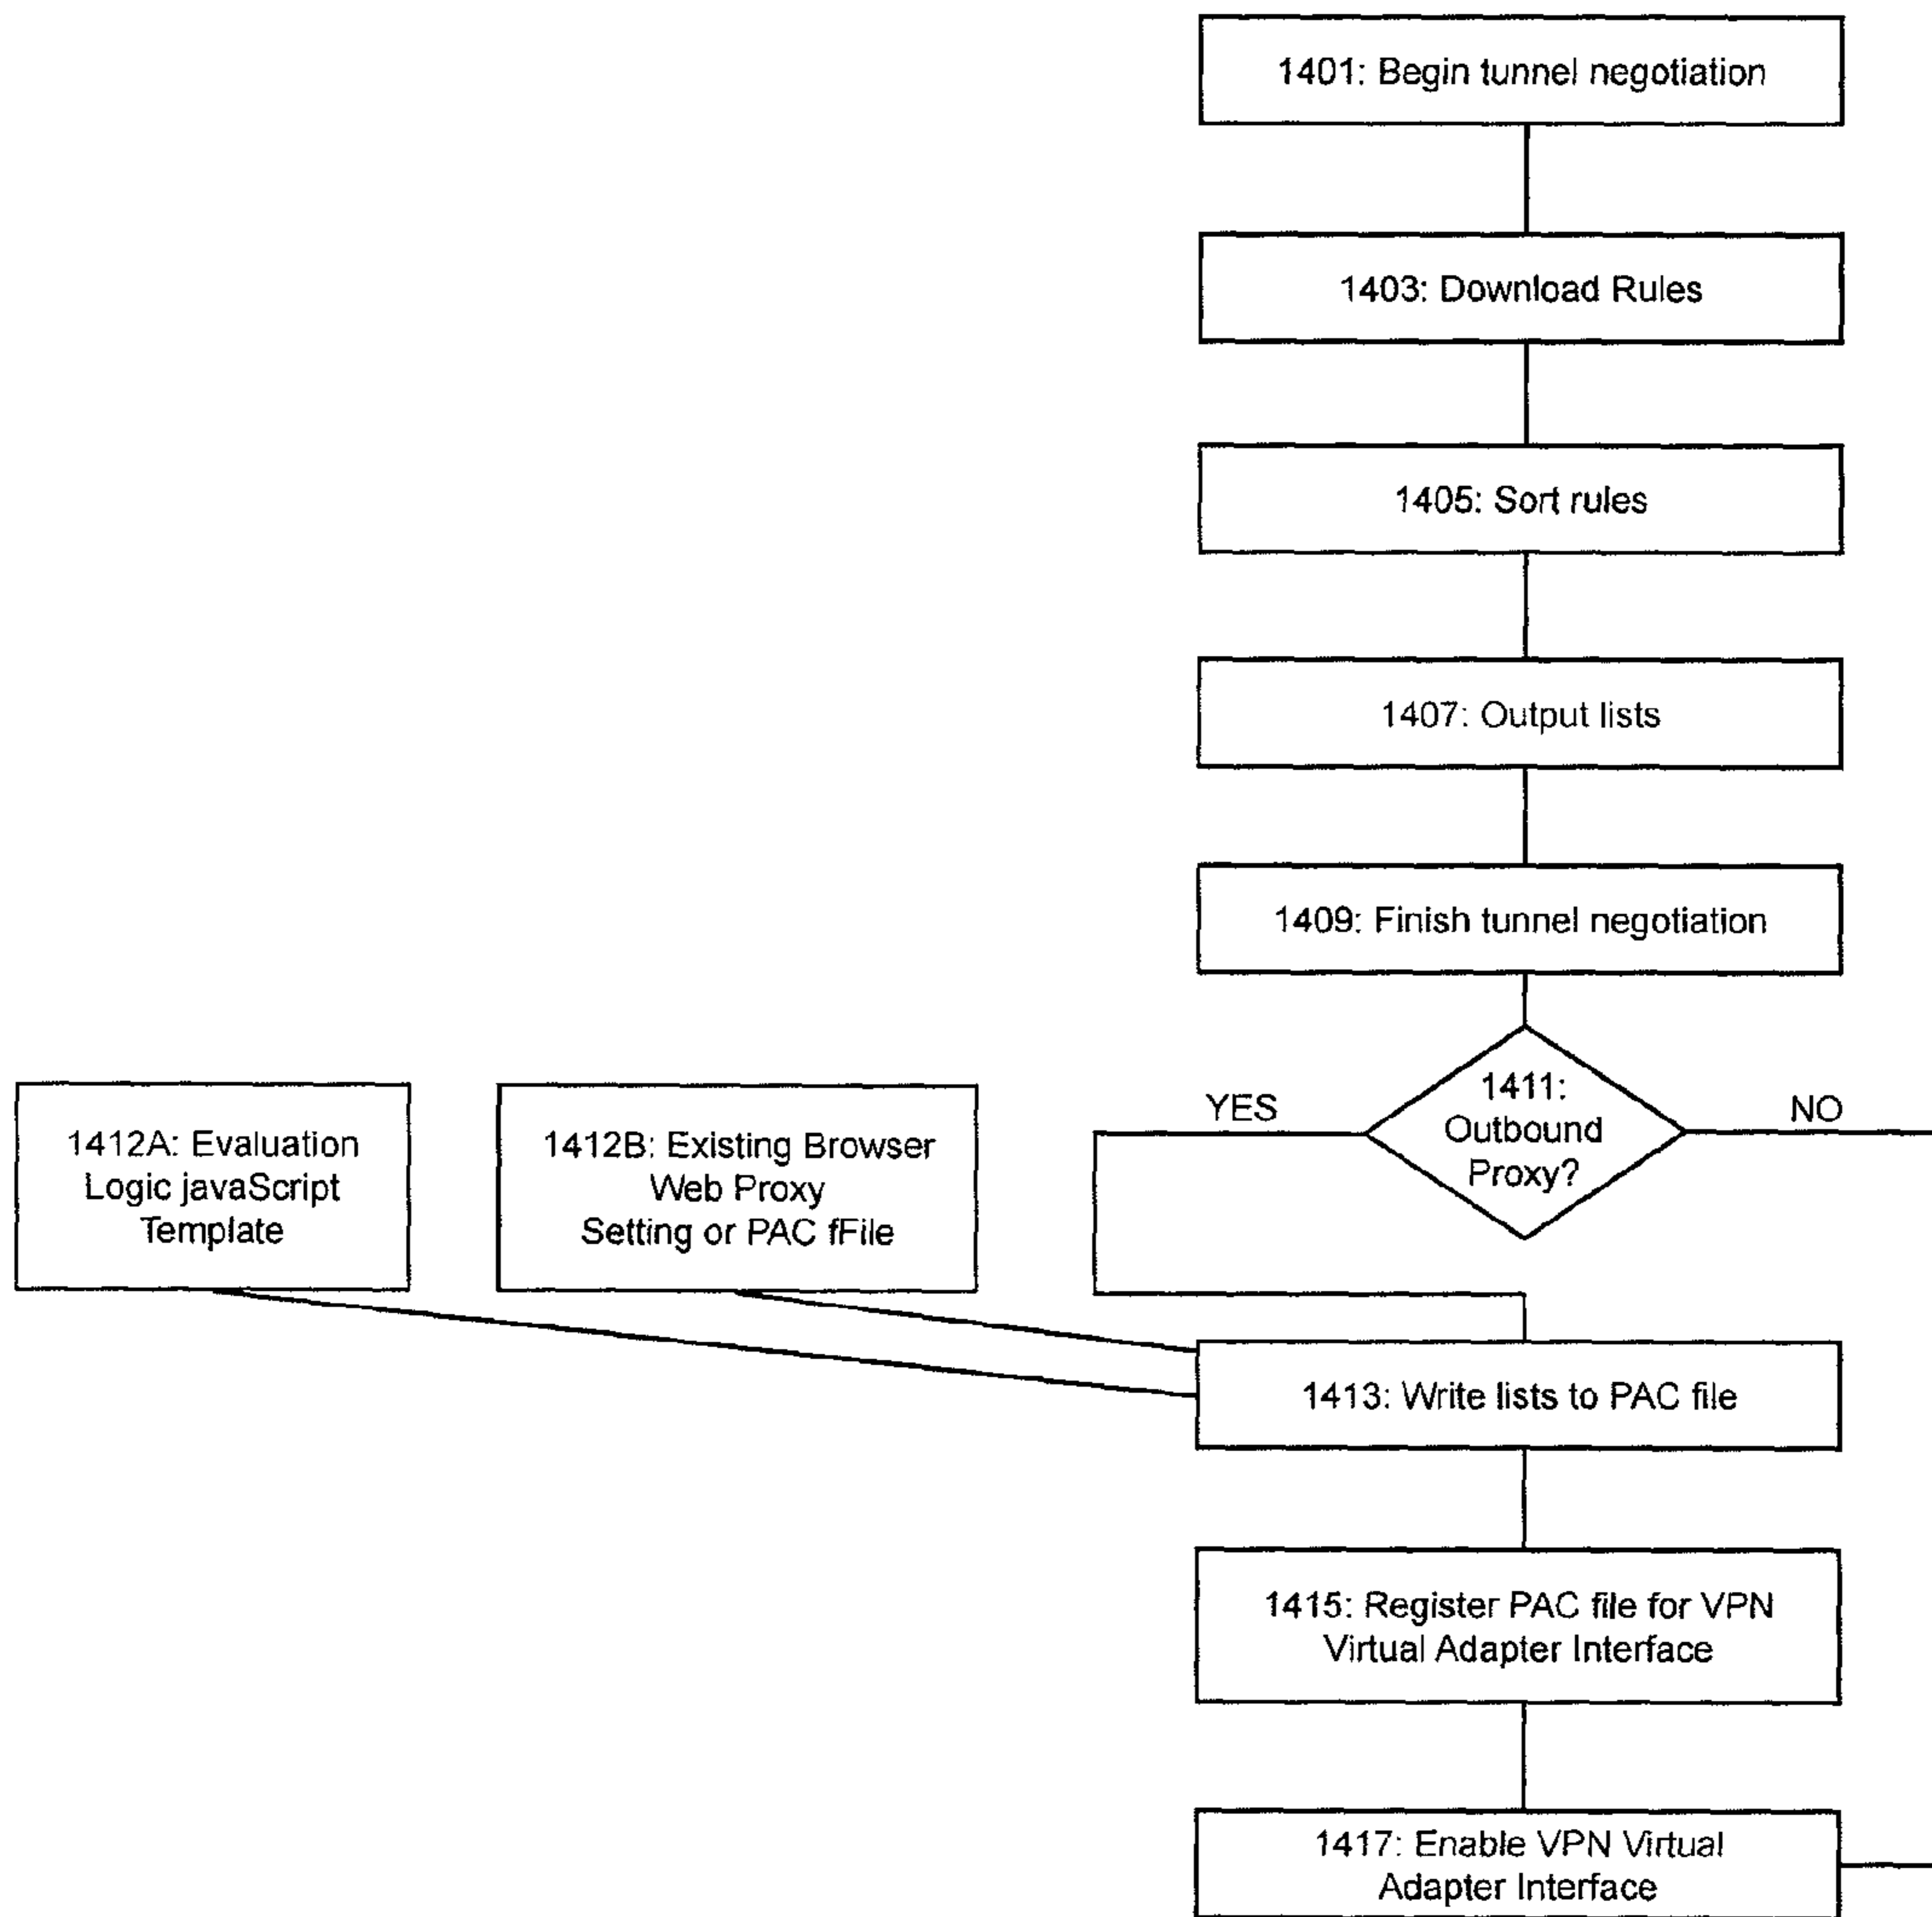 1401: Begin tunnel negotiation
1403: Download Rules
1405: Sort rules
1407: Output lists
1409: Finish tunnel negotiation
1411:
Outbound
Proxy?
YES
NO
1412A: Evaluation
Logic javaScript
Template
1412B: Existing Browser
Web Proxy
Setting or PAC fFile
1413: Write lists to PAC file
1415: Register PAC file for VPN
Virtual Adapter Interface
1417: Enable VPN Virtual
Adapter Interface